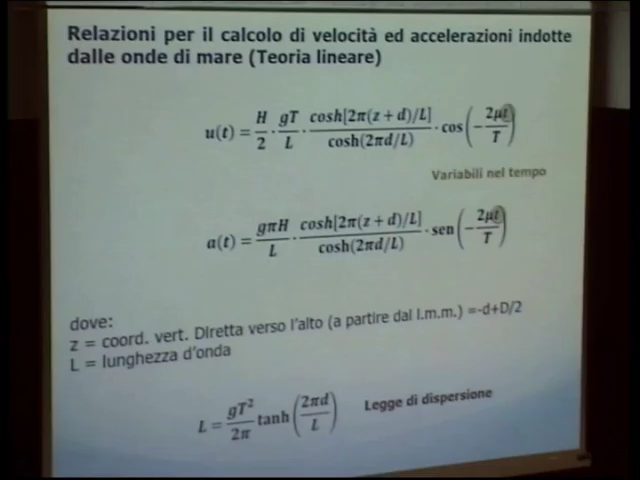 Relazioni per il calcolo di velocità ed accelerazioni indotte
dalle onde di mare (Teoria lineare)
u(t) = H/2 · gT/L · cosh[2π(z + d)/L]/cosh(2πd/L) · cos(−2μt/T)
Variabili nel tempo
a(t) = gπH/L · cosh[2π(z + d)/L]/cosh(2πd/L) · sen(−2μt/T)
dove:
z = coord. vert. Diretta verso l'alto (a partire dal l.m.m.) =-d+D/2
L = lunghezza d'onda
L = gT²/2π tanh(2πd/L) Legge di dispersione